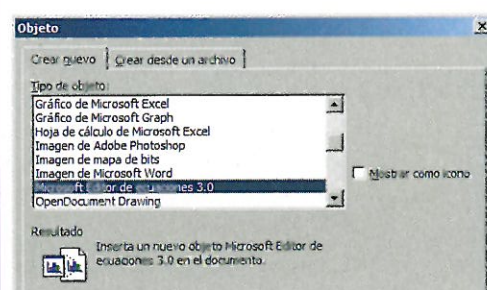 Objeto
Crear nuevo
Crear desde un archivo
Tipo de objeto:
Gráfico de Microsoft Excel
Gráfico de Microsoft Graph
Hoja de cálculo de Microsoft Excel
Imagen de Adobe Photoshop
Imagen de mapa de bits
Imagen de Microsoft Word
Microsoft Editor de ecuaciones 3.0
OpenDocument Drawing
Mostrar como icono
Resultado
Inserta un nuevo objeto Microsoft Editor de
ecuaciones 3.0 en el documento.